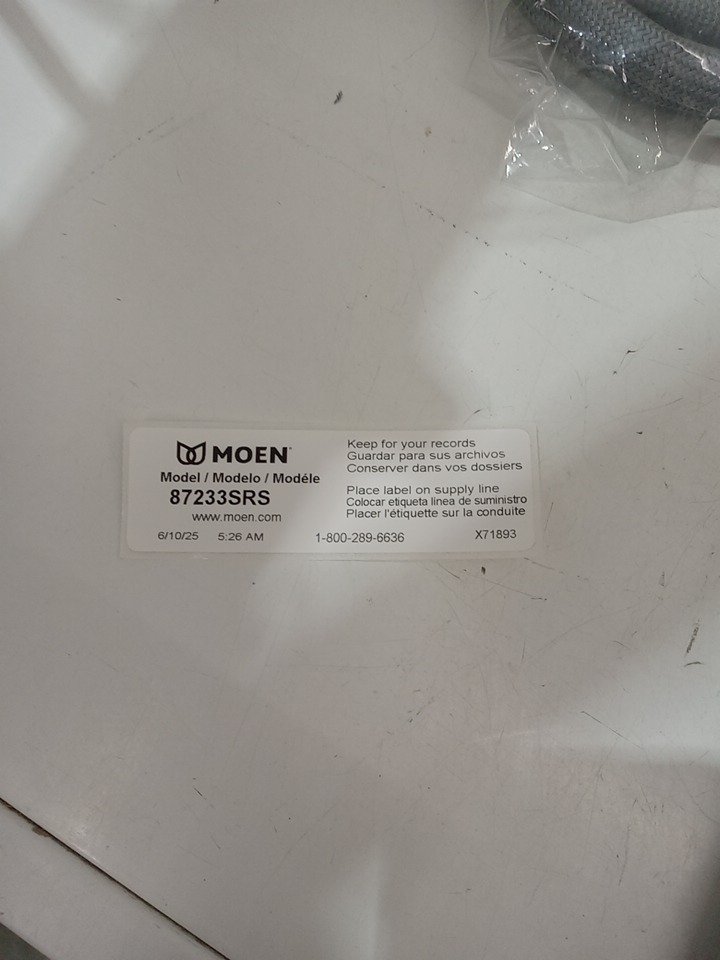 MOEN
Model / Modelo / Modéle
87233SRS
www.moen.com
6/10/25 5:26 AM
Keep for your records
Guardar para sus archivos
Conserver dans vos dossiers
Place label on supply line
Colocar etiqueta linea de suministro
Placer l'étiquette sur la conduite
1-800-289-6636
X71893